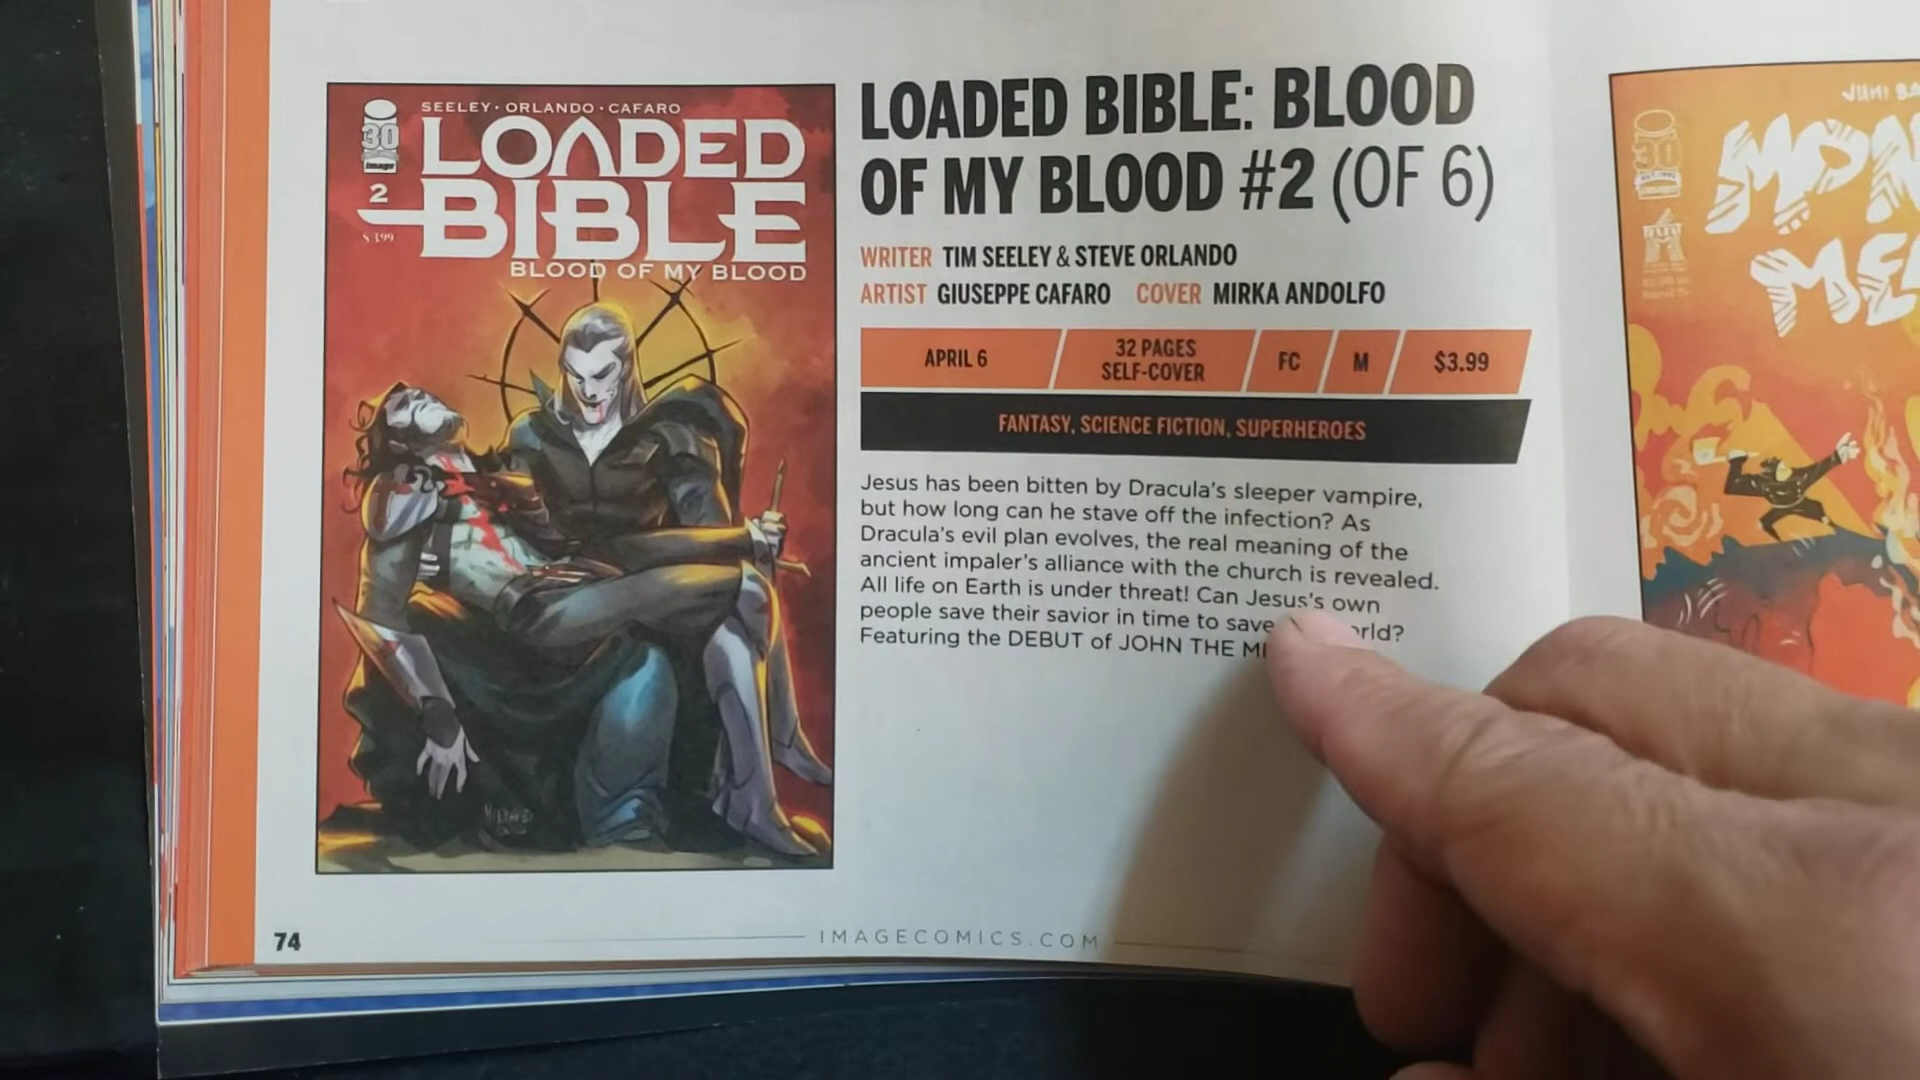 SEELEY · ORLANDO · CAFARO
30
image
LOADED
2
BIBLE
$3.99
BLOOD OF MY BLOOD
LOADED BIBLE: BLOOD
OF MY BLOOD #2 (OF 6)
WRITER TIM SEELEY & STEVE ORLANDO
ARTIST GIUSEPPE CAFARO COVER MIRKA ANDOLFO
APRIL 6
32 PAGES
SELF-COVER
FC
M
$3.99
FANTASY, SCIENCE FICTION, SUPERHEROES
Jesus has been bitten by Dracula's sleeper vampire,
but how long can he stave off the infection? As
Dracula's evil plan evolves, the real meaning of the
ancient impaler's alliance with the church is revealed.
All life on Earth is under threat! Can Jesus's own
people save their savior in time to save
Featuring the DEBUT of JOHN THE
74
IMAGECOMICS.COM
30